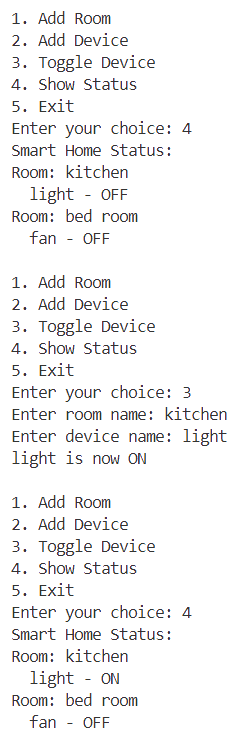 1. Add Room
2. Add Device
3. Toggle Device
4. Show Status
5. Exit
Enter your choice: 4
Smart Home Status:
Room: kitchen
  light - OFF
Room: bed room
  fan - OFF

1. Add Room
2. Add Device
3. Toggle Device
4. Show Status
5. Exit
Enter your choice: 3
Enter room name: kitchen
Enter device name: light
light is now ON

1. Add Room
2. Add Device
3. Toggle Device
4. Show Status
5. Exit
Enter your choice: 4
Smart Home Status:
Room: kitchen
  light - ON
Room: bed room
  fan - OFF